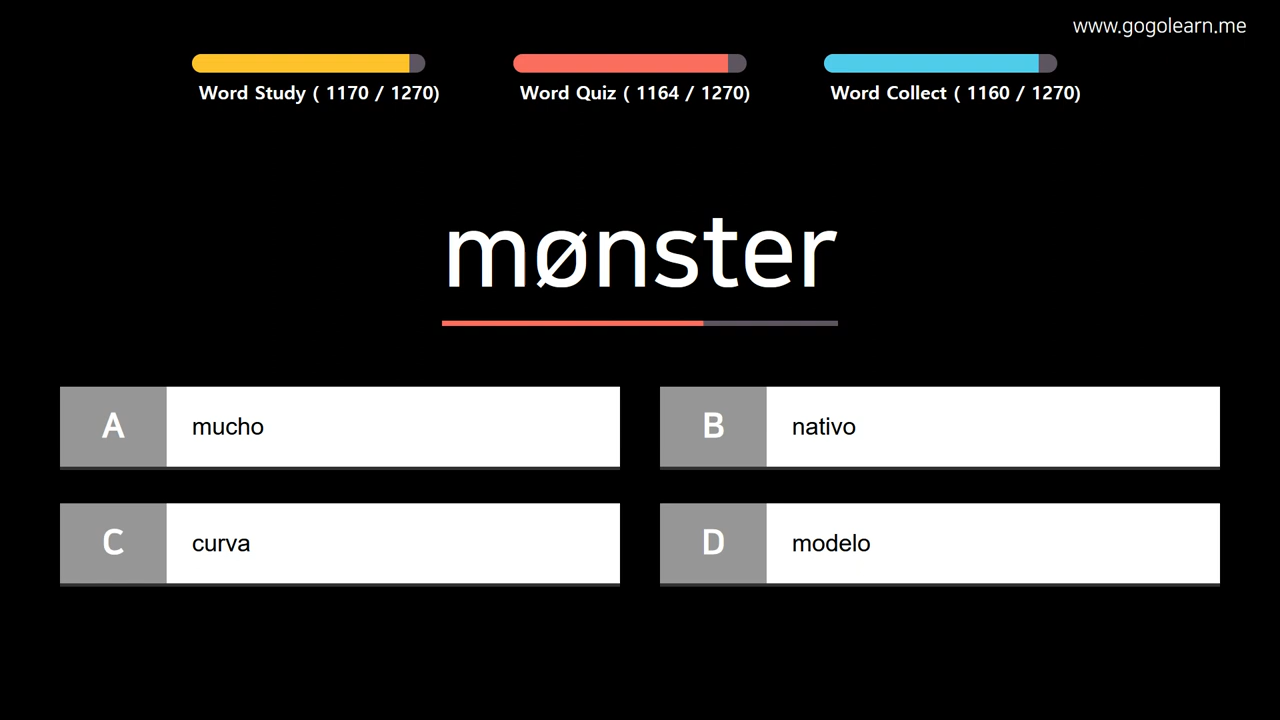 www.gogolearn.me
Word Study ( 1170 / 1270)
Word Quiz ( 1164 / 1270)
Word Collect ( 1160 / 1270)
mønster
A mucho
B nativo
C curva
D modelo